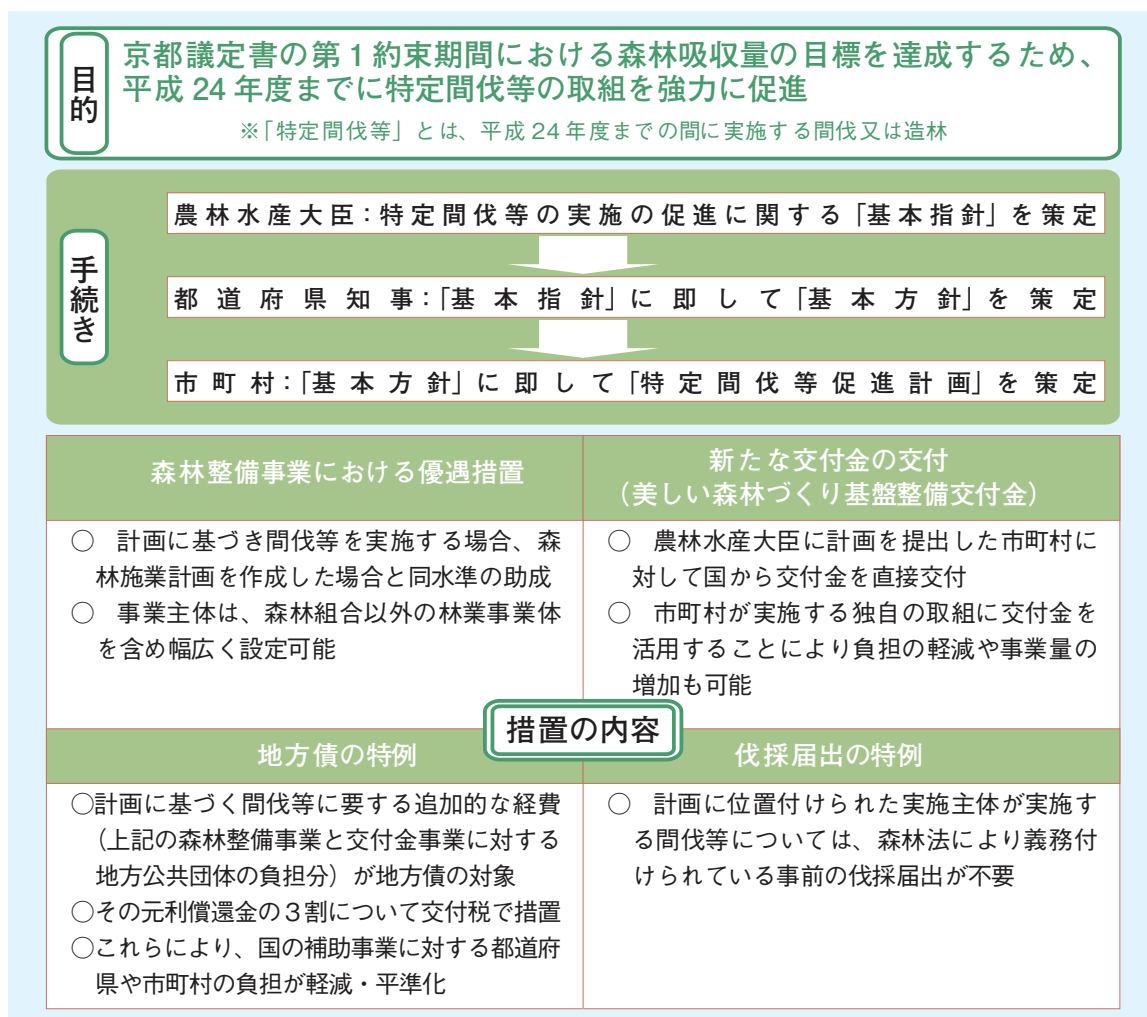 目的
京都議定書の第1約束期間における森林吸収量の目標を達成するため、
平成24年度までに特定間伐等の取組を強力に促進
※「特定間伐等」とは、平成24年度までの間に実施する間伐又は造林
手続き
農林水産大臣：特定間伐等の実施の促進に関する「基本指針」を策定
都道府県知事：「基本指針」に即して「基本方針」を策定
市町村：「基本方針」に即して「特定間伐等促進計画」を策定
森林整備事業における優遇措置
○　計画に基づき間伐等を実施する場合、森
林施業計画を作成した場合と同水準の助成
○　事業主体は、森林組合以外の林業事業体
を含め幅広く設定可能
新たな交付金の交付
（美しい森林づくり基盤整備交付金）
○　農林水産大臣に計画を提出した市町村に
対して国から交付金を直接交付
○　市町村が実施する独自の取組に交付金を
活用することにより負担の軽減や事業量の
増加も可能
措置の内容
地方債の特例
○計画に基づく間伐等に要する追加的な経費
（上記の森林整備事業と交付金事業に対する
地方公共団体の負担分）が地方債の対象
○その元利償還金の3割について交付税で措置
○これらにより、国の補助事業に対する都道府
県や市町村の負担が軽減・平準化
伐採届出の特例
○　計画に位置付けられた実施主体が実施す
る間伐等については、森林法により義務付
けられている事前の伐採届出が不要